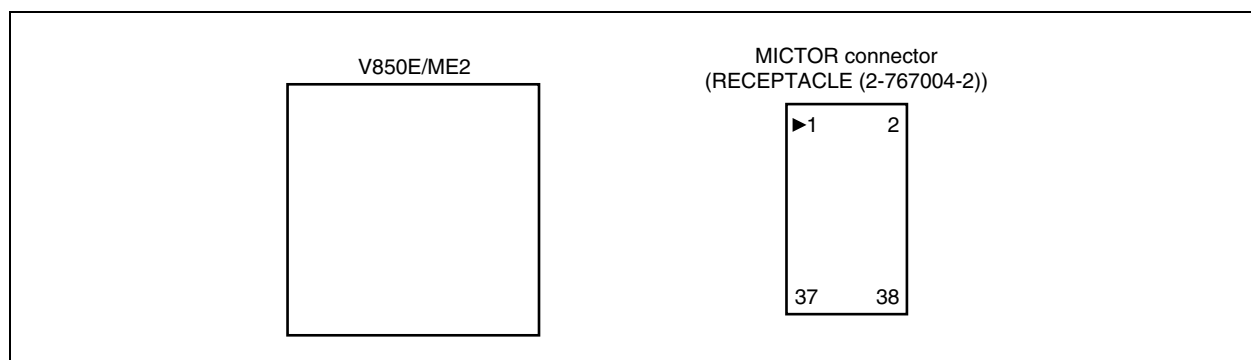 V850E/ME2
MICTOR connector
(RECEPTACLE (2-767004-2))
►1 2
37 38